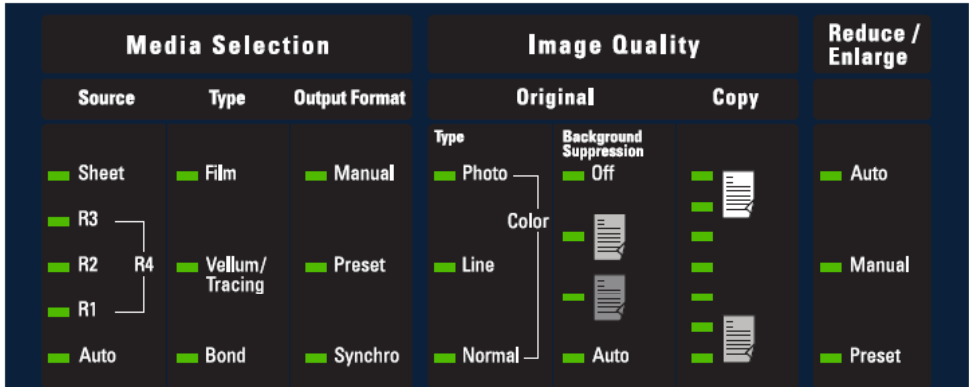 Media Selection
Image Quality
Reduce /
Enlarge
Source
Type
Output Format
Original
Copy
Type
Background
Suppression
Sheet
Film
Manual
Photo
Off
Auto
R3
Color
R2
R4
Vellum/
Tracing
Preset
Line
Manual
R1
Auto
Bond
Synchro
Normal
Auto
Preset